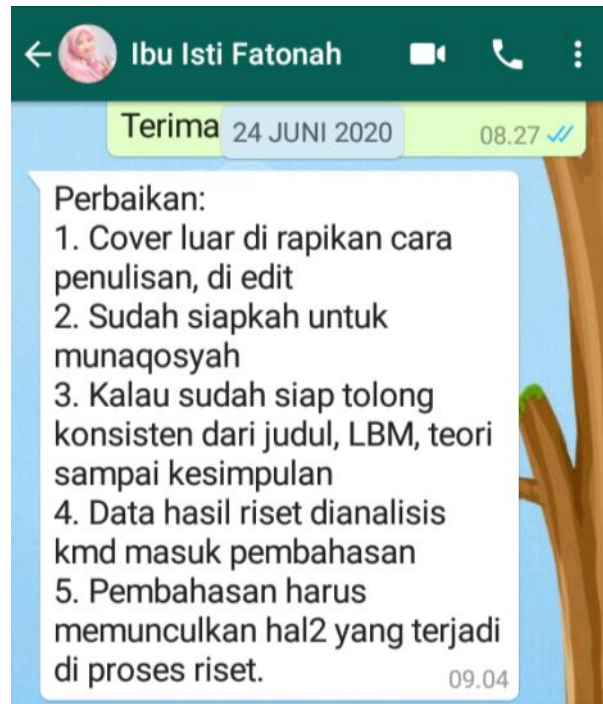 Ibu Isti Fatonah
Terima
24 JUNI 2020
08.27
Perbaikan:
1. Cover luar di rapikan cara
penulisan, di edit
2. Sudah siapkah untuk
munaqosyah
3. Kalau sudah siap tolong
konsisten dari judul, LBM, teori
sampai kesimpulan
4. Data hasil riset dianalisis
kmd masuk pembahasan
5. Pembahasan harus
memunculkan hal2 yang terjadi
di proses riset.
09.04